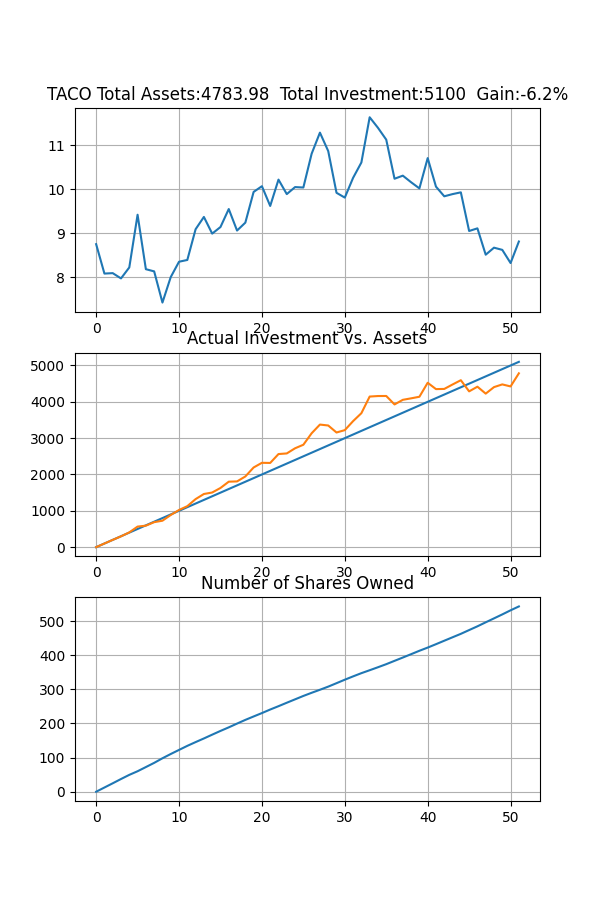 TACO Total Assets:4783.98  Total Investment:5100  Gain:-6.2%
11
10
9
8
0 10 20 30 40 50
Actual Investment vs. Assets
5000
4000
3000
2000
1000
0
0 10 20 30 40 50
Number of Shares Owned
500
400
300
200
100
0
0 10 20 30 40 50